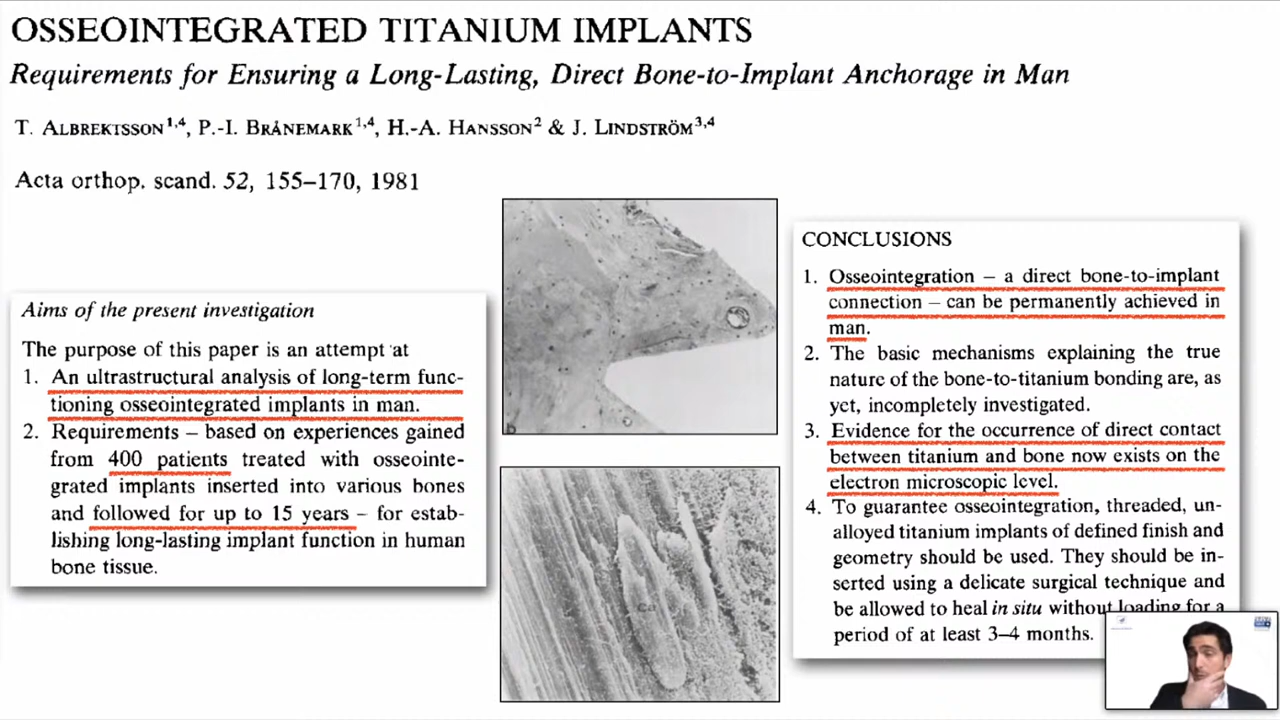 OSSEOINTEGRATED TITANIUM IMPLANTS
Requirements for Ensuring a Long-Lasting, Direct Bone-to-Implant Anchorage in Man
T. ALBREKTSSON1,4, P.-I. BRÅNEMARK1,4, H.-A. HANSSON2 & J. LINDSTRÖM3,4
Acta orthop. scand. 52, 155–170, 1981
Aims of the present investigation
The purpose of this paper is an attempt at
1. An ultrastructural analysis of long-term func-
tioning osseointegrated implants in man.
2. Requirements – based on experiences gained
from 400 patients treated with osseointe-
grated implants inserted into various bones
and followed for up to 15 years – for estab-
lishing long-lasting implant function in human
bone tissue.
b
CONCLUSIONS
1. Osseointegration – a direct bone-to-implant
connection – can be permanently achieved in
man.
2. The basic mechanisms explaining the true
nature of the bone-to-titanium bonding are, as
yet, incompletely investigated.
3. Evidence for the occurrence of direct contact
between titanium and bone now exists on the
electron microscopic level.
4. To guarantee osseointegration, threaded, un-
alloyed titanium implants of defined finish and
geometry should be used. They should be in-
serted using a delicate surgical technique and
be allowed to heal in situ without loading for a
period of at least 3–4 months.